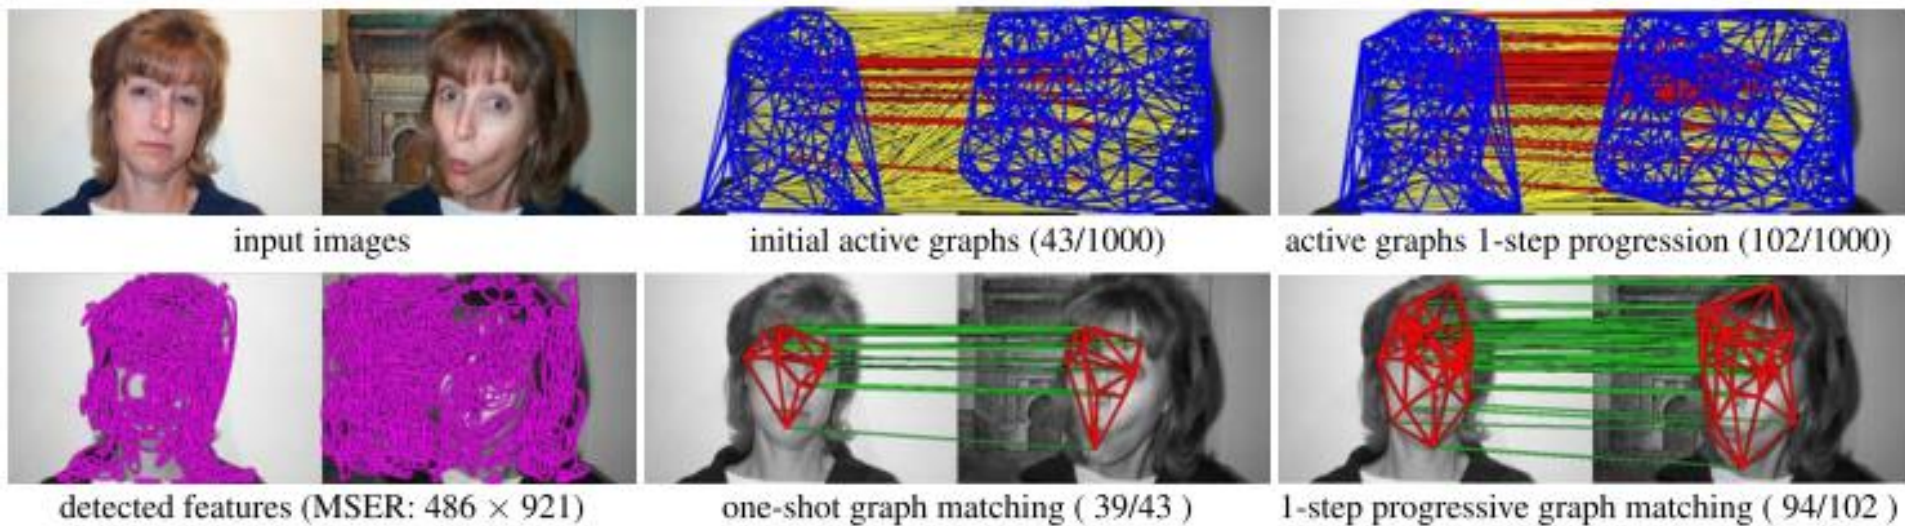 input images
initial active graphs (43/1000)
active graphs 1-step progression (102/1000)
detected features (MSER: 486 × 921)
one-shot graph matching ( 39/43 )
1-step progressive graph matching ( 94/102 )